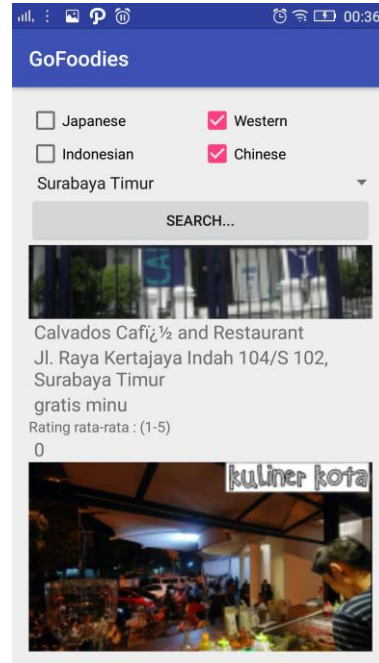 00:36
GoFoodies
Japanese
Western
Indonesian
Chinese
Surabaya Timur
SEARCH...
Calvados Cafï¿½ and Restaurant
Jl. Raya Kertajaya Indah 104/S 102,
Surabaya Timur
gratis minu
Rating rata-rata : (1-5)
0
kuliner kota